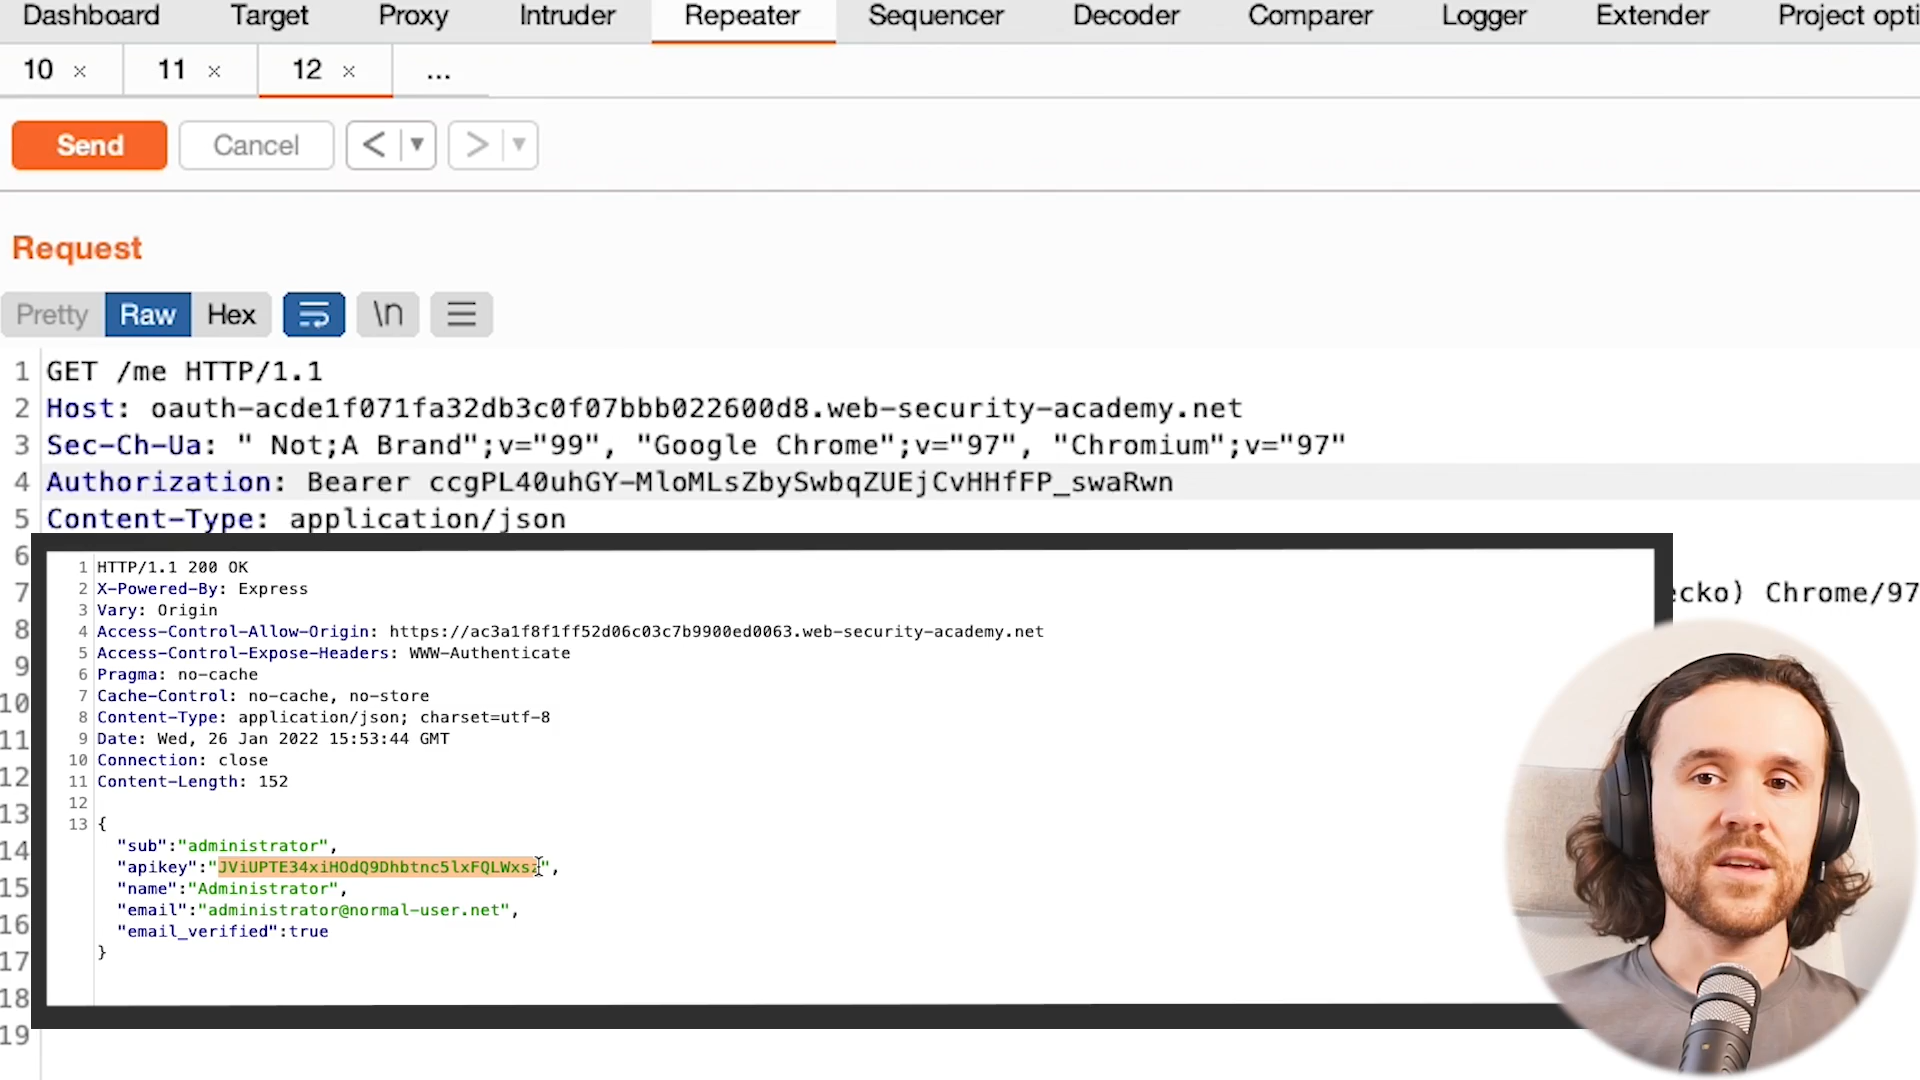 Dashboard Target Proxy Intruder Repeater Sequencer Decoder Comparer Logger Extender Project opti
10 × 11 × 12 × ...
Send Cancel < ▼ > ▼
Request
Pretty Raw Hex \n
1 GET /me HTTP/1.1
2 Host: oauth-acde1f071fa32db3c0f07bbb022600d8.web-security-academy.net
3 Sec-Ch-Ua: " Not;A Brand";v="99", "Google Chrome";v="97", "Chromium";v="97"
4 Authorization: Bearer ccgPL40uhGY-MloMLsZbySwbqZUEjCvHHfFP_swaRwn
5 Content-Type: application/json
6
7 ecko) Chrome/97
8
9
10
11
12
13
14
15
16
17
18
19
1 HTTP/1.1 200 OK
2 X-Powered-By: Express
3 Vary: Origin
4 Access-Control-Allow-Origin: https://ac3a1f8f1ff52d06c03c7b9900ed0063.web-security-academy.net
5 Access-Control-Expose-Headers: WWW-Authenticate
6 Pragma: no-cache
7 Cache-Control: no-cache, no-store
8 Content-Type: application/json; charset=utf-8
9 Date: Wed, 26 Jan 2022 15:53:44 GMT
10 Connection: close
11 Content-Length: 152
12
13 {
"sub":"administrator",
"apikey":"JViUPTE34xiHOdQ9Dhbtnc5lxFQLWxsz",
"name":"Administrator",
"email":"administrator@normal-user.net",
"email_verified":true
}